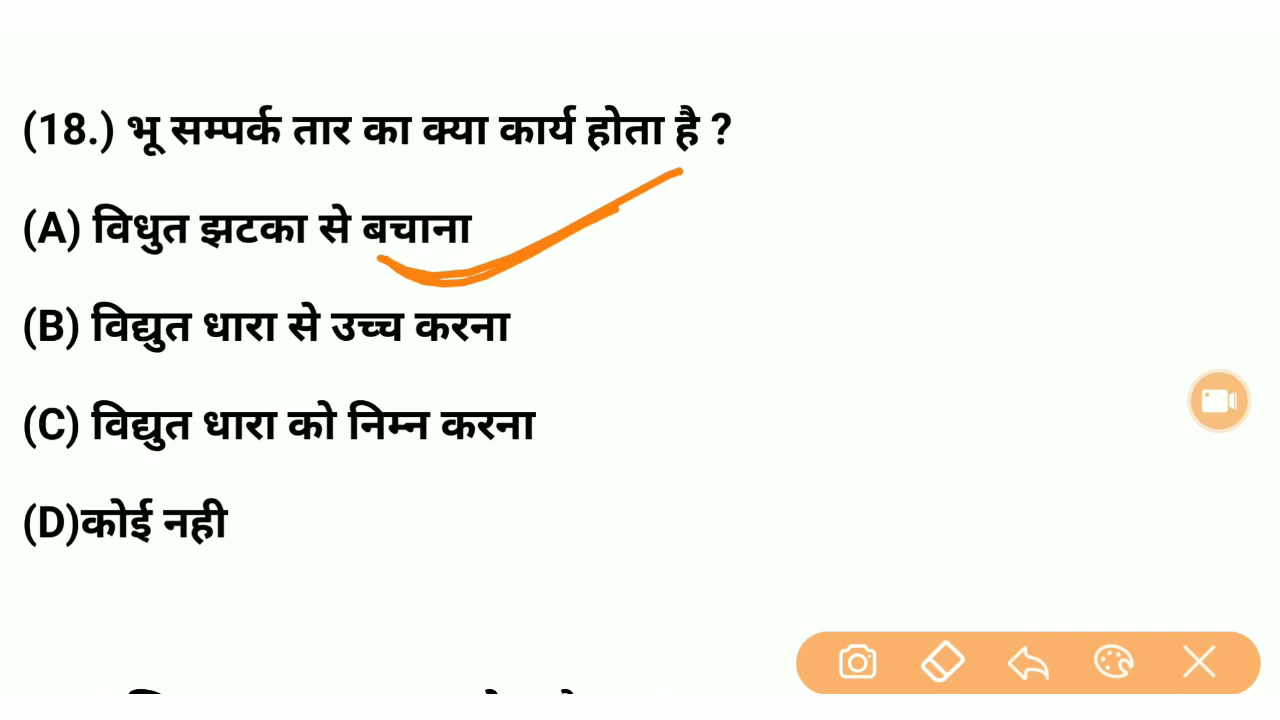 (18.) भू सम्पर्क तार का क्या कार्य होता है ?
(A) विधुत झटका से बचाना
(B) विद्युत धारा से उच्च करना
(C) विद्युत धारा को निम्न करना
(D)कोई नही